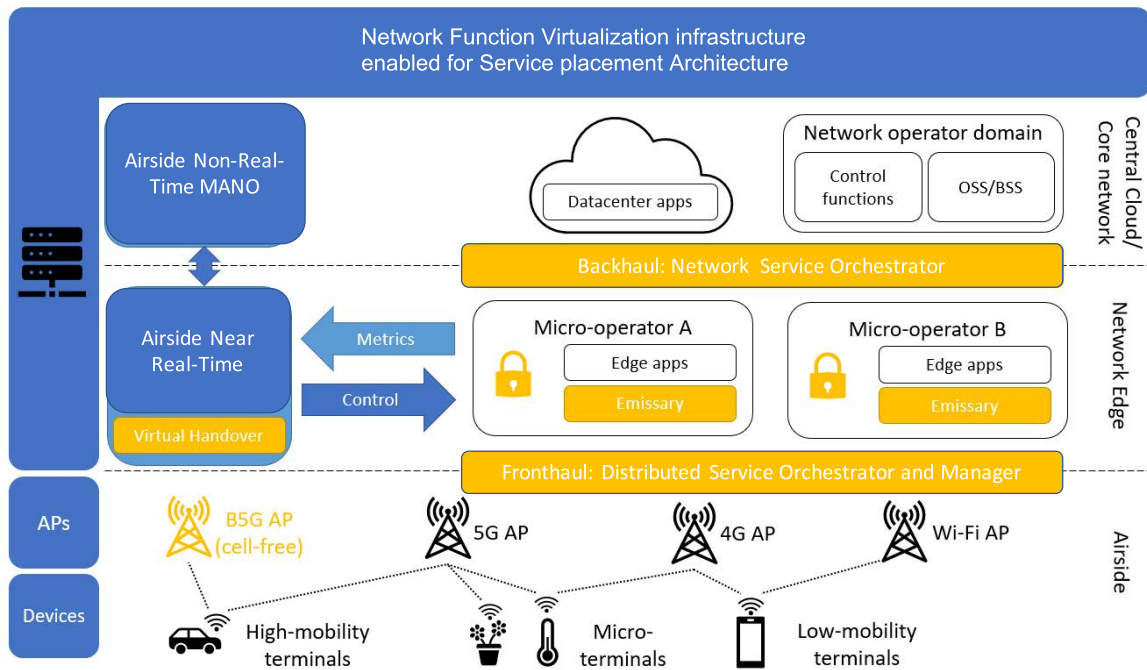 Network Function Virtualization infrastructure
enabled for Service placement Architecture
Airside Non-Real-
Time MANO
Datacenter apps
Network operator domain
Control
functions
OSS/BSS
Central Cloud/
Core network
Backhaul: Network Service Orchestrator
Airside Near
Real-Time
Virtual Handover
Metrics
Control
Micro-operator A
Edge apps
Emissary
Micro-operator B
Edge apps
Emissary
Network Edge
Fronthaul: Distributed Service Orchestrator and Manager
APs
B5G AP
(cell-free)
5G AP
4G AP
Wi-Fi AP
Airside
Devices
High-mobility
terminals
Micro-
terminals
Low-mobility
terminals